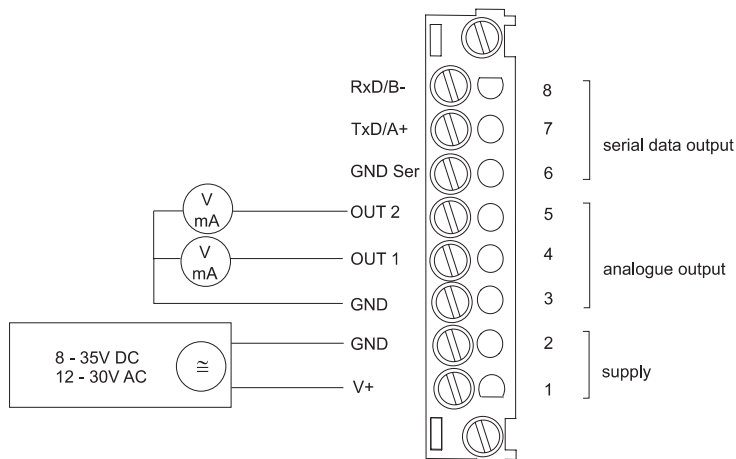 RxD/B- 8
TxD/A+ 7
serial data output
GND Ser 6
V
mA
OUT 2 5
V
mA
OUT 1 4
analogue output
GND 3
GND 2
8 - 35V DC
12 - 30V AC
≅
supply
V+ 1